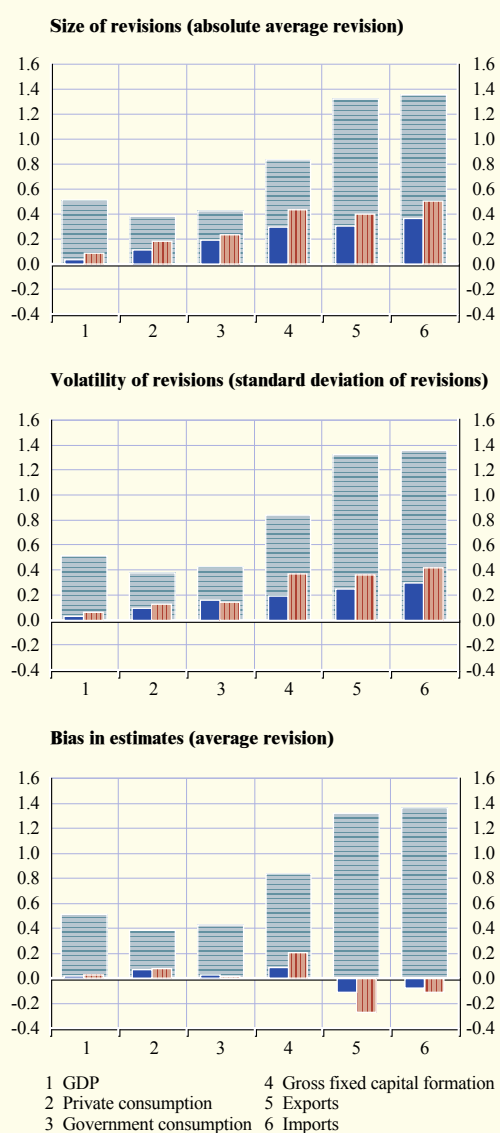 Size of revisions (absolute average revision)
1.6 1.6
1.4 1.4
1.2 1.2
1.0 1.0
0.8 0.8
0.6 0.6
0.4 0.4
0.2 0.2
0.0 0.0
-0.2 -0.2
-0.4 -0.4
1 2 3 4 5 6
Volatility of revisions (standard deviation of revisions)
1.6 1.6
1.4 1.4
1.2 1.2
1.0 1.0
0.8 0.8
0.6 0.6
0.4 0.4
0.2 0.2
0.0 0.0
-0.2 -0.2
-0.4 -0.4
1 2 3 4 5 6
Bias in estimates (average revision)
1.6 1.6
1.4 1.4
1.2 1.2
1.0 1.0
0.8 0.8
0.6 0.6
0.4 0.4
0.2 0.2
0.0 0.0
-0.2 -0.2
-0.4 -0.4
1 2 3 4 5 6
1 GDP
2 Private consumption
3 Government consumption
4 Gross fixed capital formation
5 Exports
6 Imports